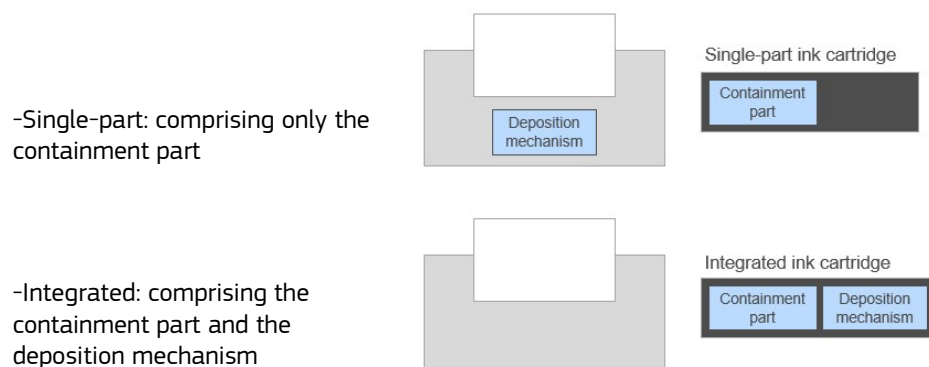 -Single-part: comprising only the
containment part
Deposition
mechanism
Single-part ink cartridge
Containment
part
-Integrated: comprising the
containment part and the
deposition mechanism
Integrated ink cartridge
Containment
part
Deposition
mechanism